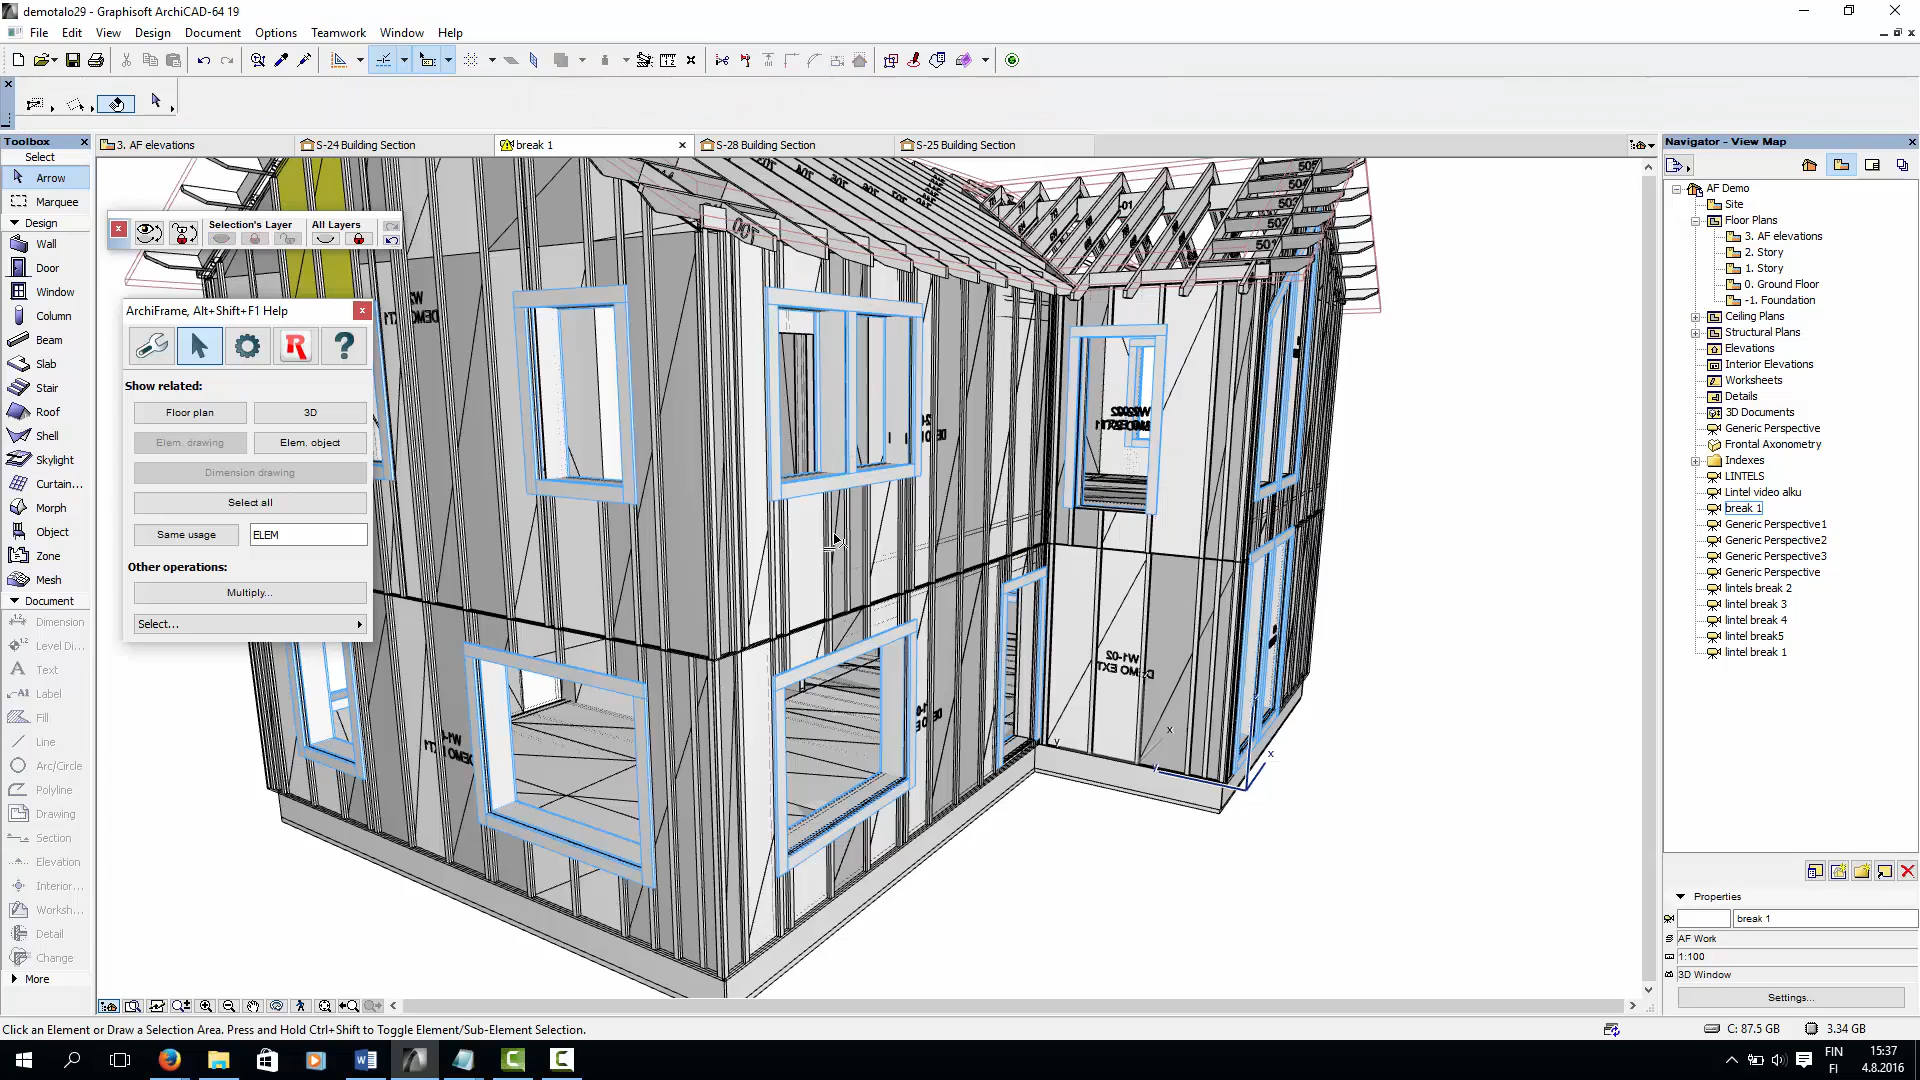 demotalo29 - Graphisoft ArchiCAD-64 19
File Edit View Design Document Options Teamwork Window Help
Toolbox
Select
Arrow
Marquee
Design
Wall
Door
Window
Column
Beam
Slab
Stair
Roof
Shell
Skylight
Curtain...
Morph
Object
Zone
Mesh
Document
Dimension
Level Di...
Text
Label
Fill
Line
Arc/Circle
Polyline
Drawing
Section
Elevation
Interior...
Worksh...
Detail
Change
More
3. AF elevations
S-24 Building Section
break 1
S-28 Building Section
S-25 Building Section
Selection's Layer
All Layers
ArchiFrame, Alt+Shift+F1 Help
Show related:
Floor plan
3D
Elem. drawing
Elem. object
Dimension drawing
Select all
Same usage
ELEM
Other operations:
Multiply...
Select...
700
505
504
503
502
501
W1-02
x
x
y
Navigator - View Map
AF Demo
Site
Floor Plans
3. AF elevations
2. Story
1. Story
0. Ground Floor
-1. Foundation
Ceiling Plans
Structural Plans
Elevations
Interior Elevations
Worksheets
Details
3D Documents
Generic Perspective
Frontal Axonometry
Indexes
LINTELS
Lintel video alku
break 1
Generic Perspective1
Generic Perspective2
Generic Perspective3
Generic Perspective
lintels break 2
lintel break 3
lintel break 4
lintel break5
lintel break 1
Properties
break 1
AF Work
1:100
3D Window
Settings...
Click an Element or Draw a Selection Area. Press and Hold Ctrl+Shift to Toggle Element/Sub-Element Selection.
C: 87.5 GB
3.34 GB
FIN
FI
15:37
4.8.2016